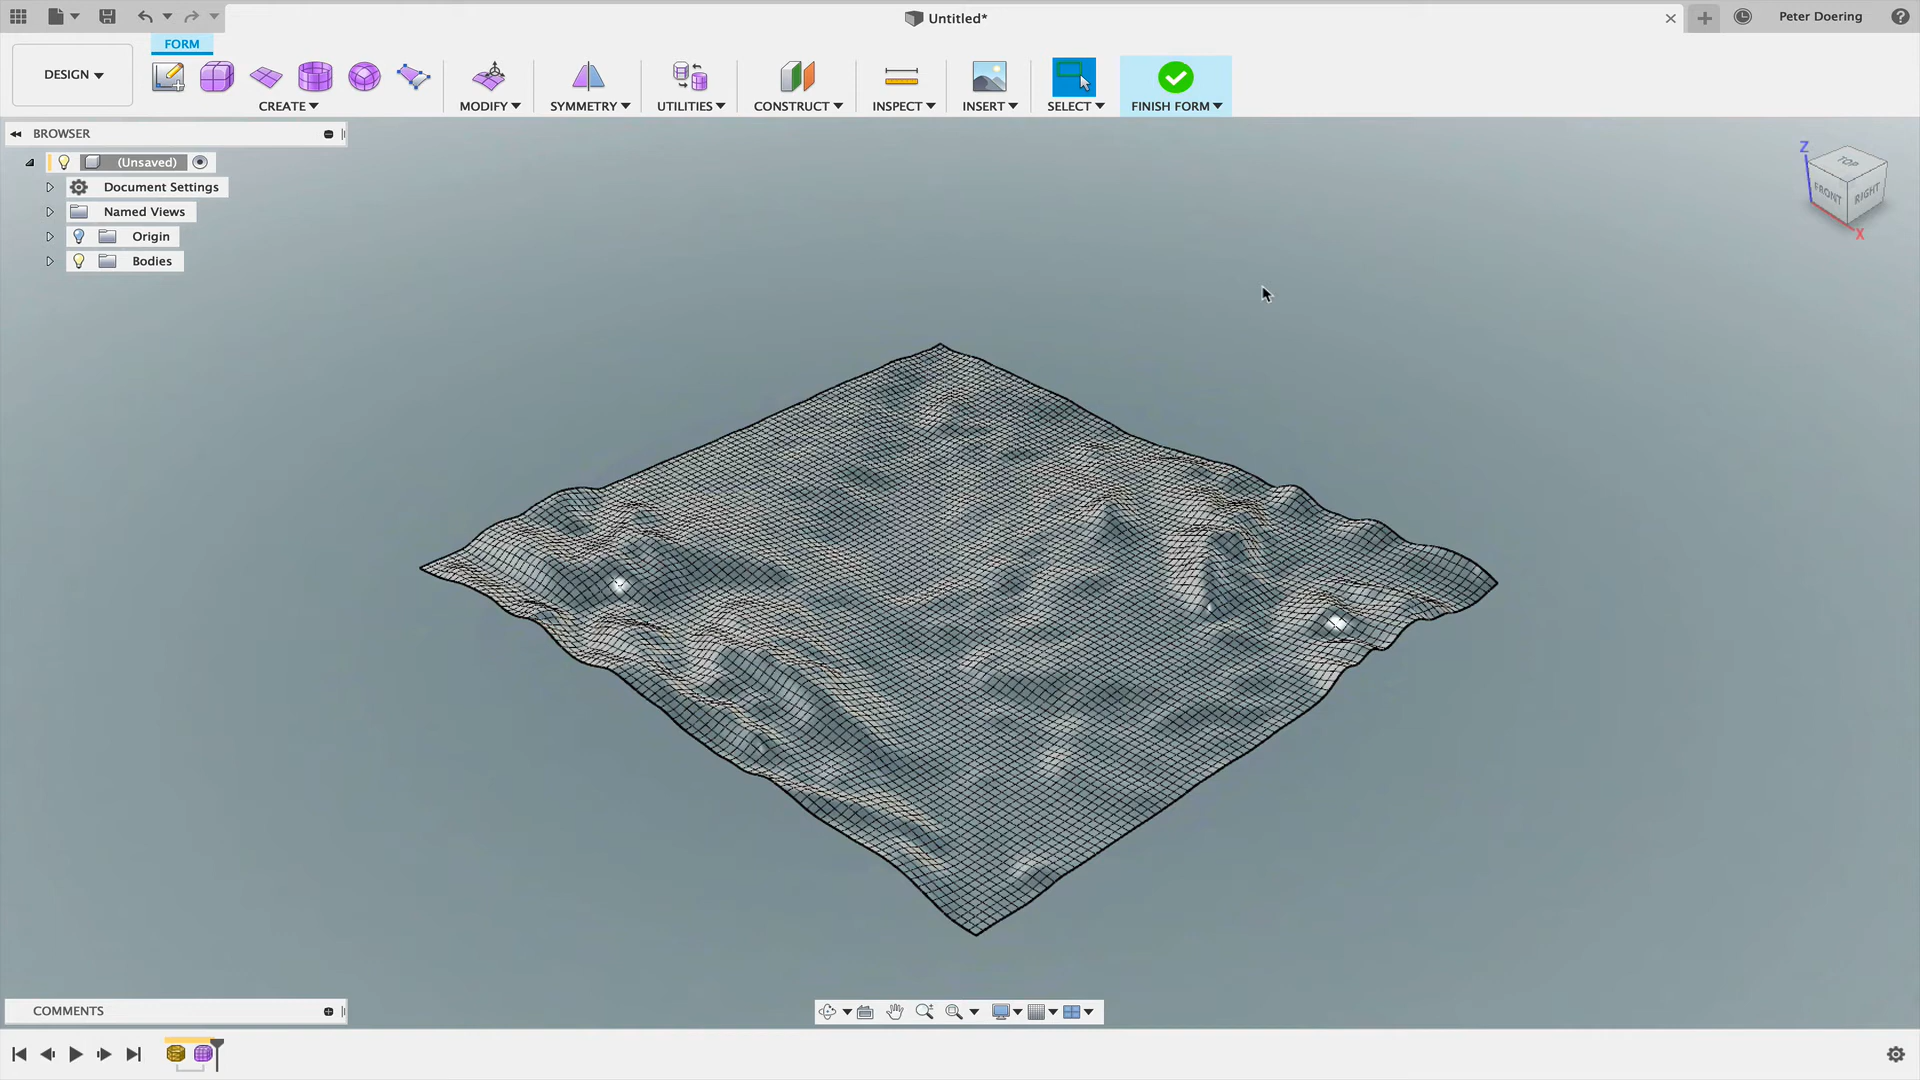 Untitled*
Peter Doering
FORM
DESIGN
CREATE
MODIFY
SYMMETRY
UTILITIES
CONSTRUCT
INSPECT
INSERT
SELECT
FINISH FORM
BROWSER
(Unsaved)
Document Settings
Named Views
Origin
Bodies
Z
TOP
FRONT
RIGHT
X
COMMENTS